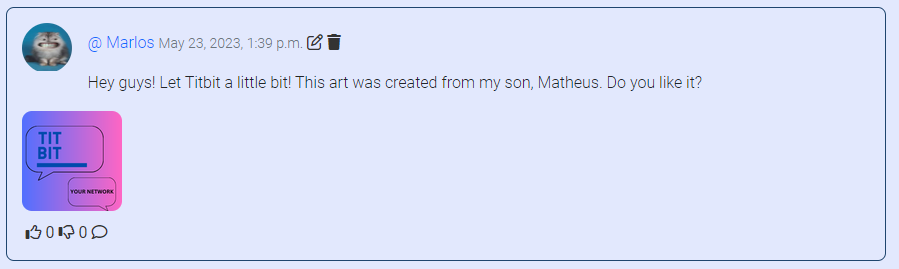 @ Marlos May 23, 2023, 1:39 p.m.
Hey guys! Let Titbit a little bit! This art was created from my son, Matheus. Do you like it?
TIT
BIT
YOUR NETWORK
0 0